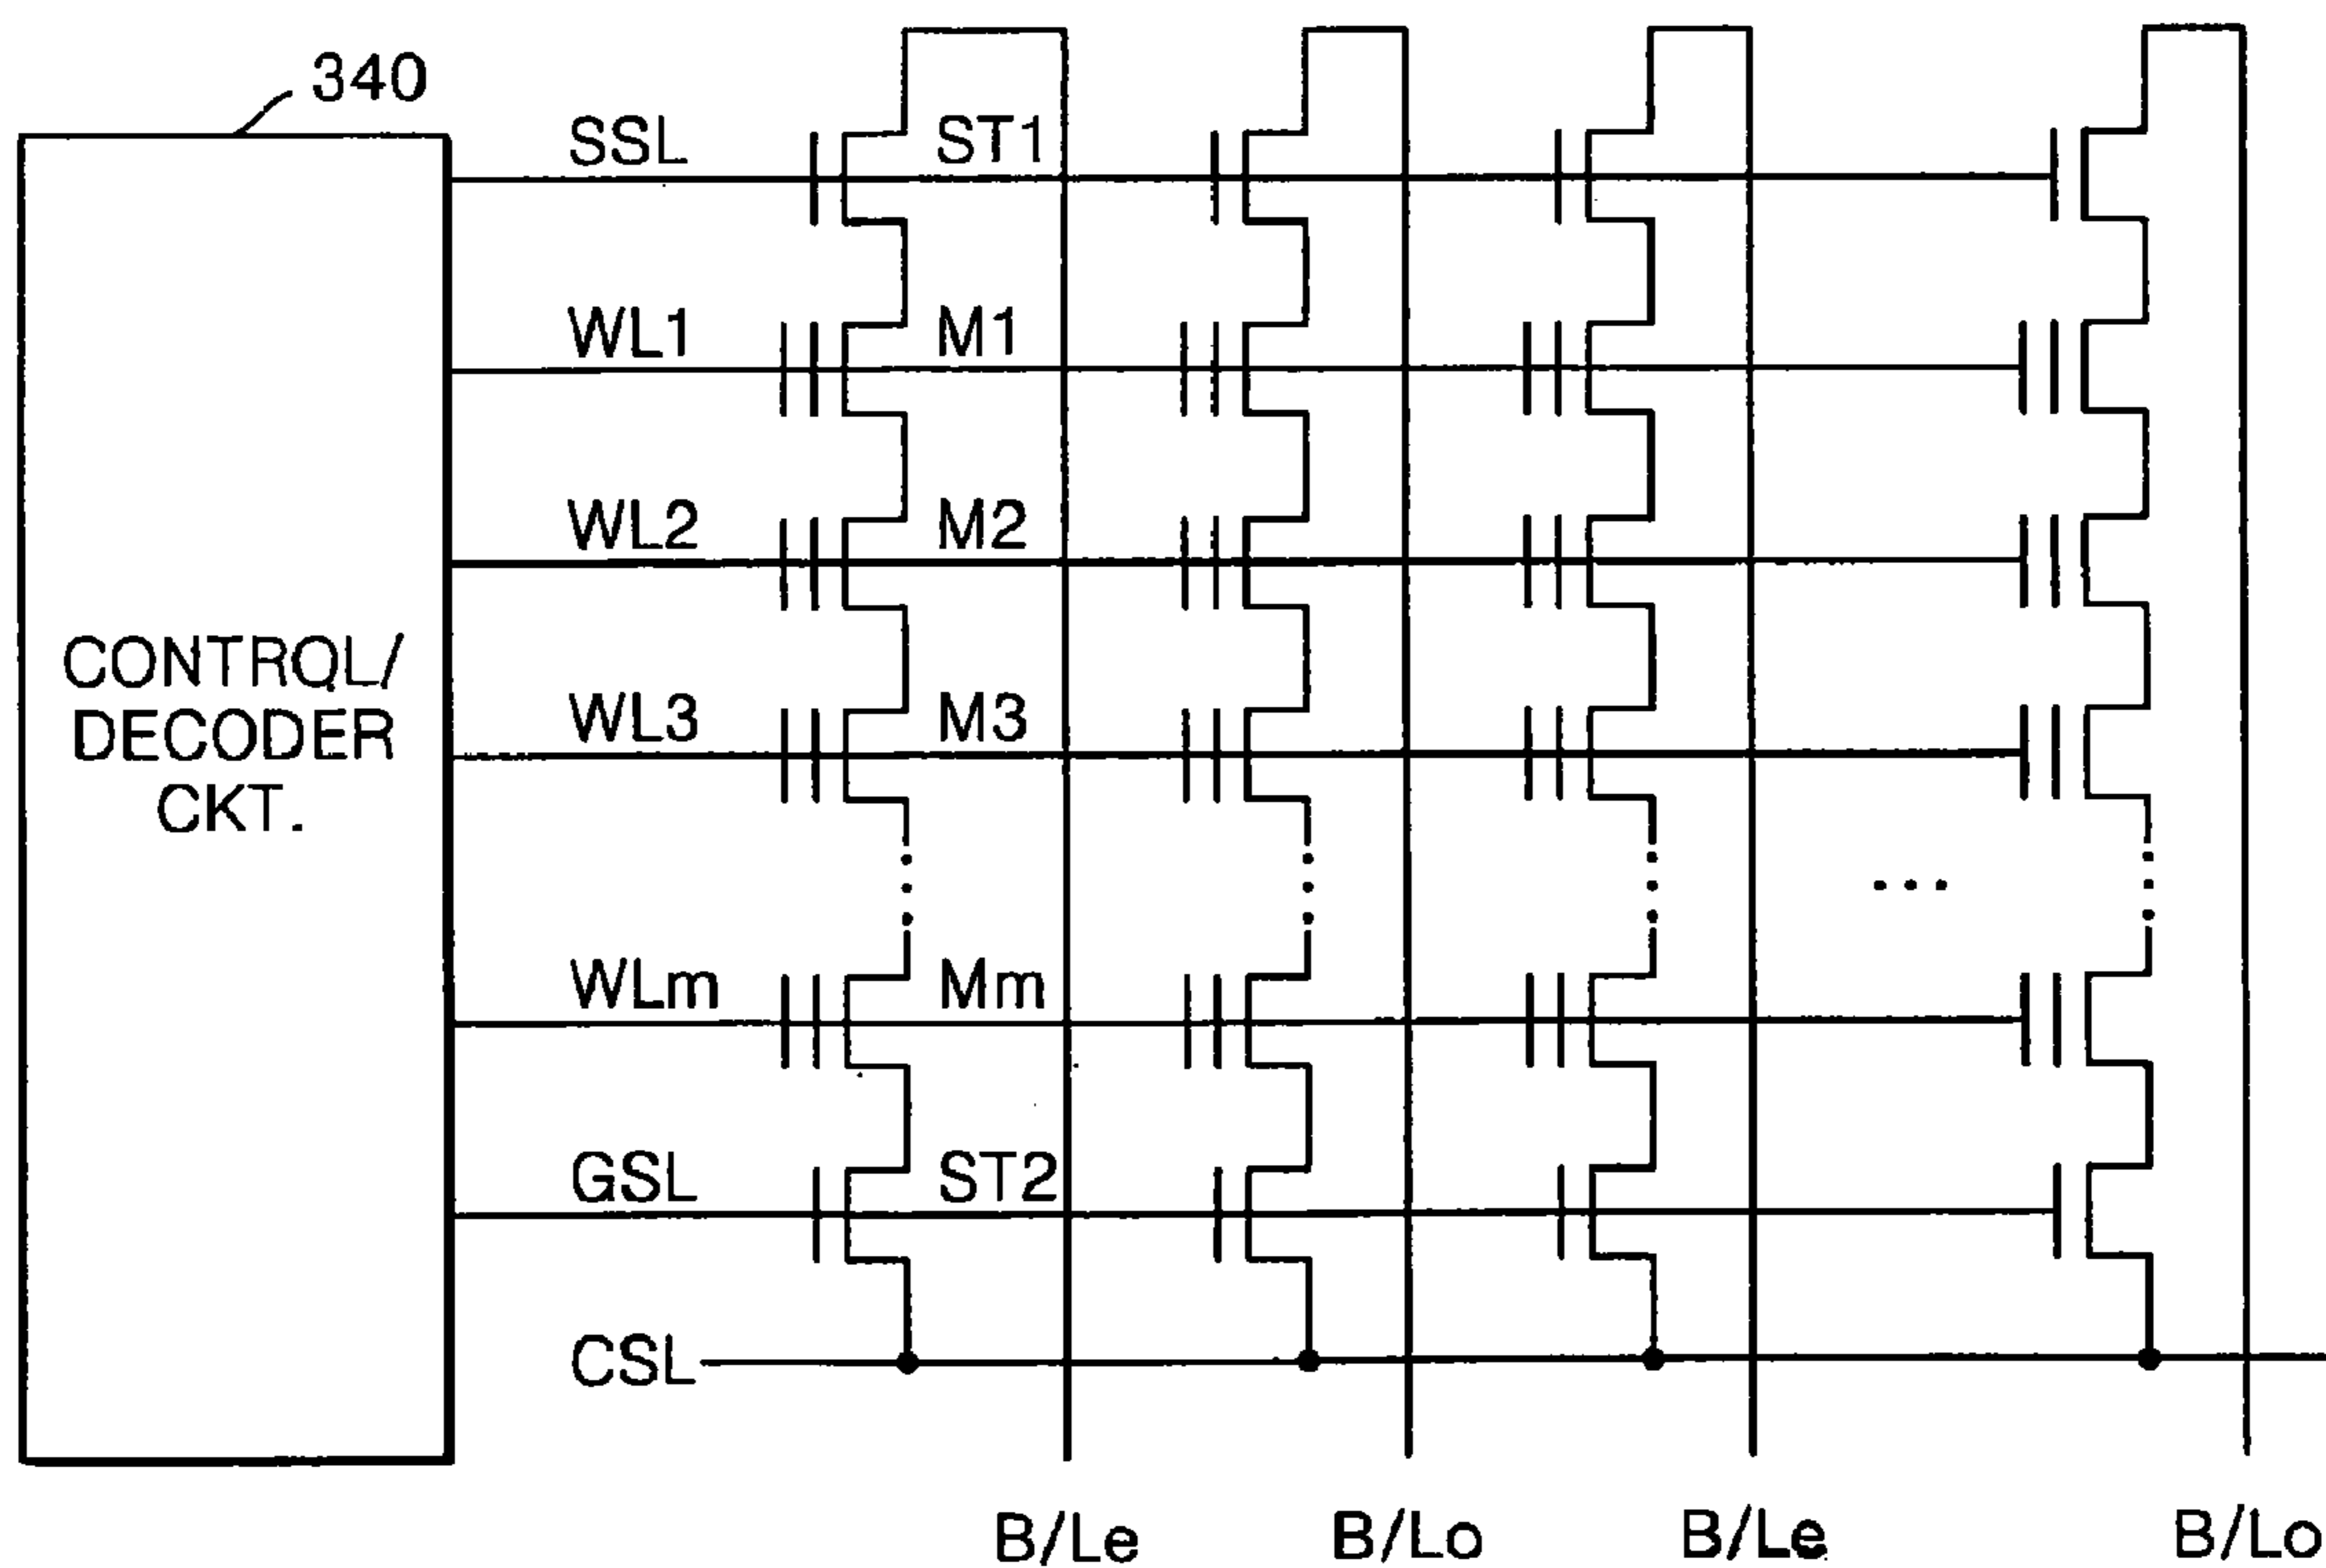 340
SSL ST1
WL1 M1
WL2 M2
CONTROL/
DECODER
CKT.
WL3 M3
WLm Mm
GSL ST2
CSL
B/Le B/Lo B/Le B/Lo